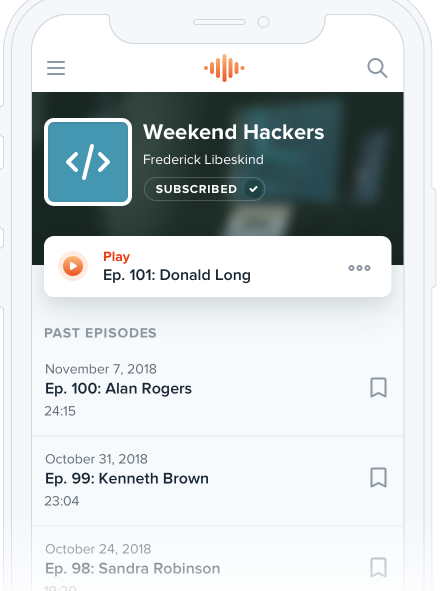 </>
Weekend Hackers
Frederick Libeskind
SUBSCRIBED
Play
Ep. 101: Donald Long
PAST EPISODES
November 7, 2018
Ep. 100: Alan Rogers
24:15
October 31, 2018
Ep. 99: Kenneth Brown
23:04
October 24, 2018
Ep. 98: Sandra Robinson